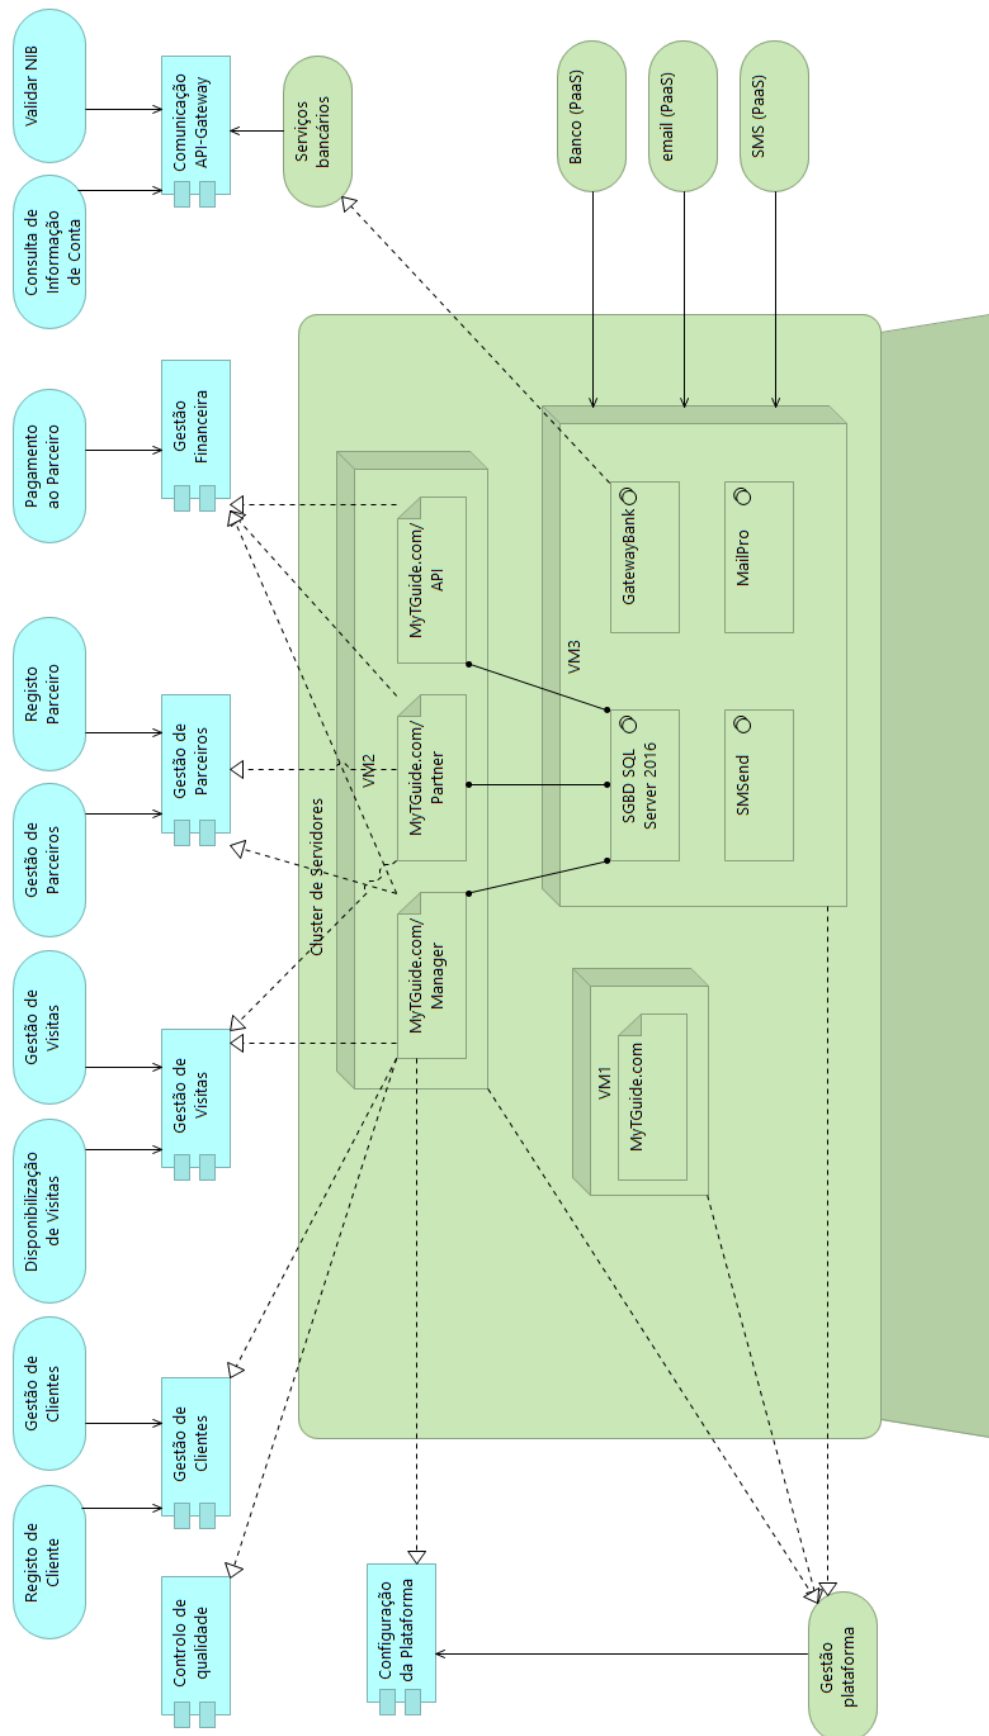 Registo de
Cliente
Gestão de
Clientes
Disponibilização
de Visitas
Gestão de
Visitas
Gestão de
Parceiros
Registo
Parceiro
Pagamento
ao Parceiro
Consulta de
Informação
de Conta
Validar NIB
Controlo de
qualidade
Gestão de
Clientes
Gestão de
Visitas
Gestão de
Parceiros
Gestão
Financeira
Comunicação
API-Gateway
Serviços
bancários
Cluster de Servidores
VM2
Configuração
da Plataforma
MyTGuide.com/
Manager
MyTGuide.com/
Partner
MyTGuide.com/
API
VM1
MyTGuide.com
VM3
SGBD SQL
Server 2016
GatewayBank
SMSend
MailPro
Banco (PaaS)
email (PaaS)
SMS (PaaS)
Gestão
plataforma